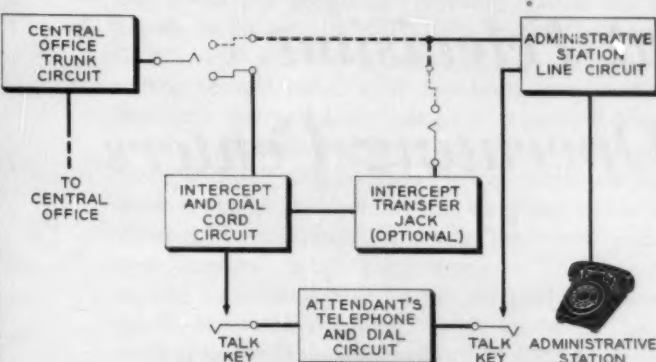 CENTRAL
OFFICE
TRUNK
CIRCUIT
ADMINISTRATIVE
STATION
LINE CIRCUIT
TO
CENTRAL
OFFICE
INTERCEPT
AND DIAL
CORD
CIRCUIT
INTERCEPT
TRANSFER
JACK
(OPTIONAL)
TALK
KEY
ATTENDANT'S
TELEPHONE
AND DIAL
CIRCUIT
TALK
KEY
ADMINISTRATIVE
STATION